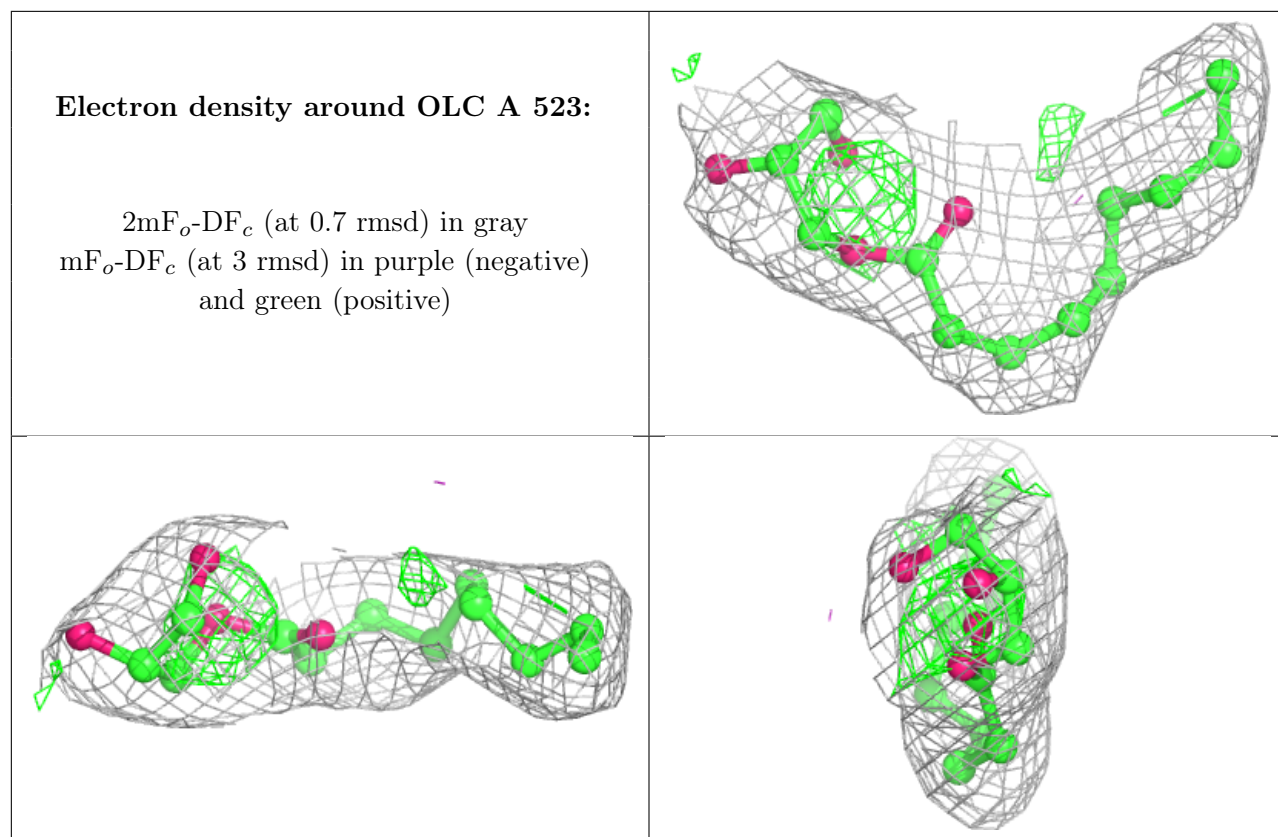 Electron density around OLC A 523:
2mFₒ-DF𝒸 (at 0.7 rmsd) in gray
mFₒ-DF𝒸 (at 3 rmsd) in purple (negative)
and green (positive)